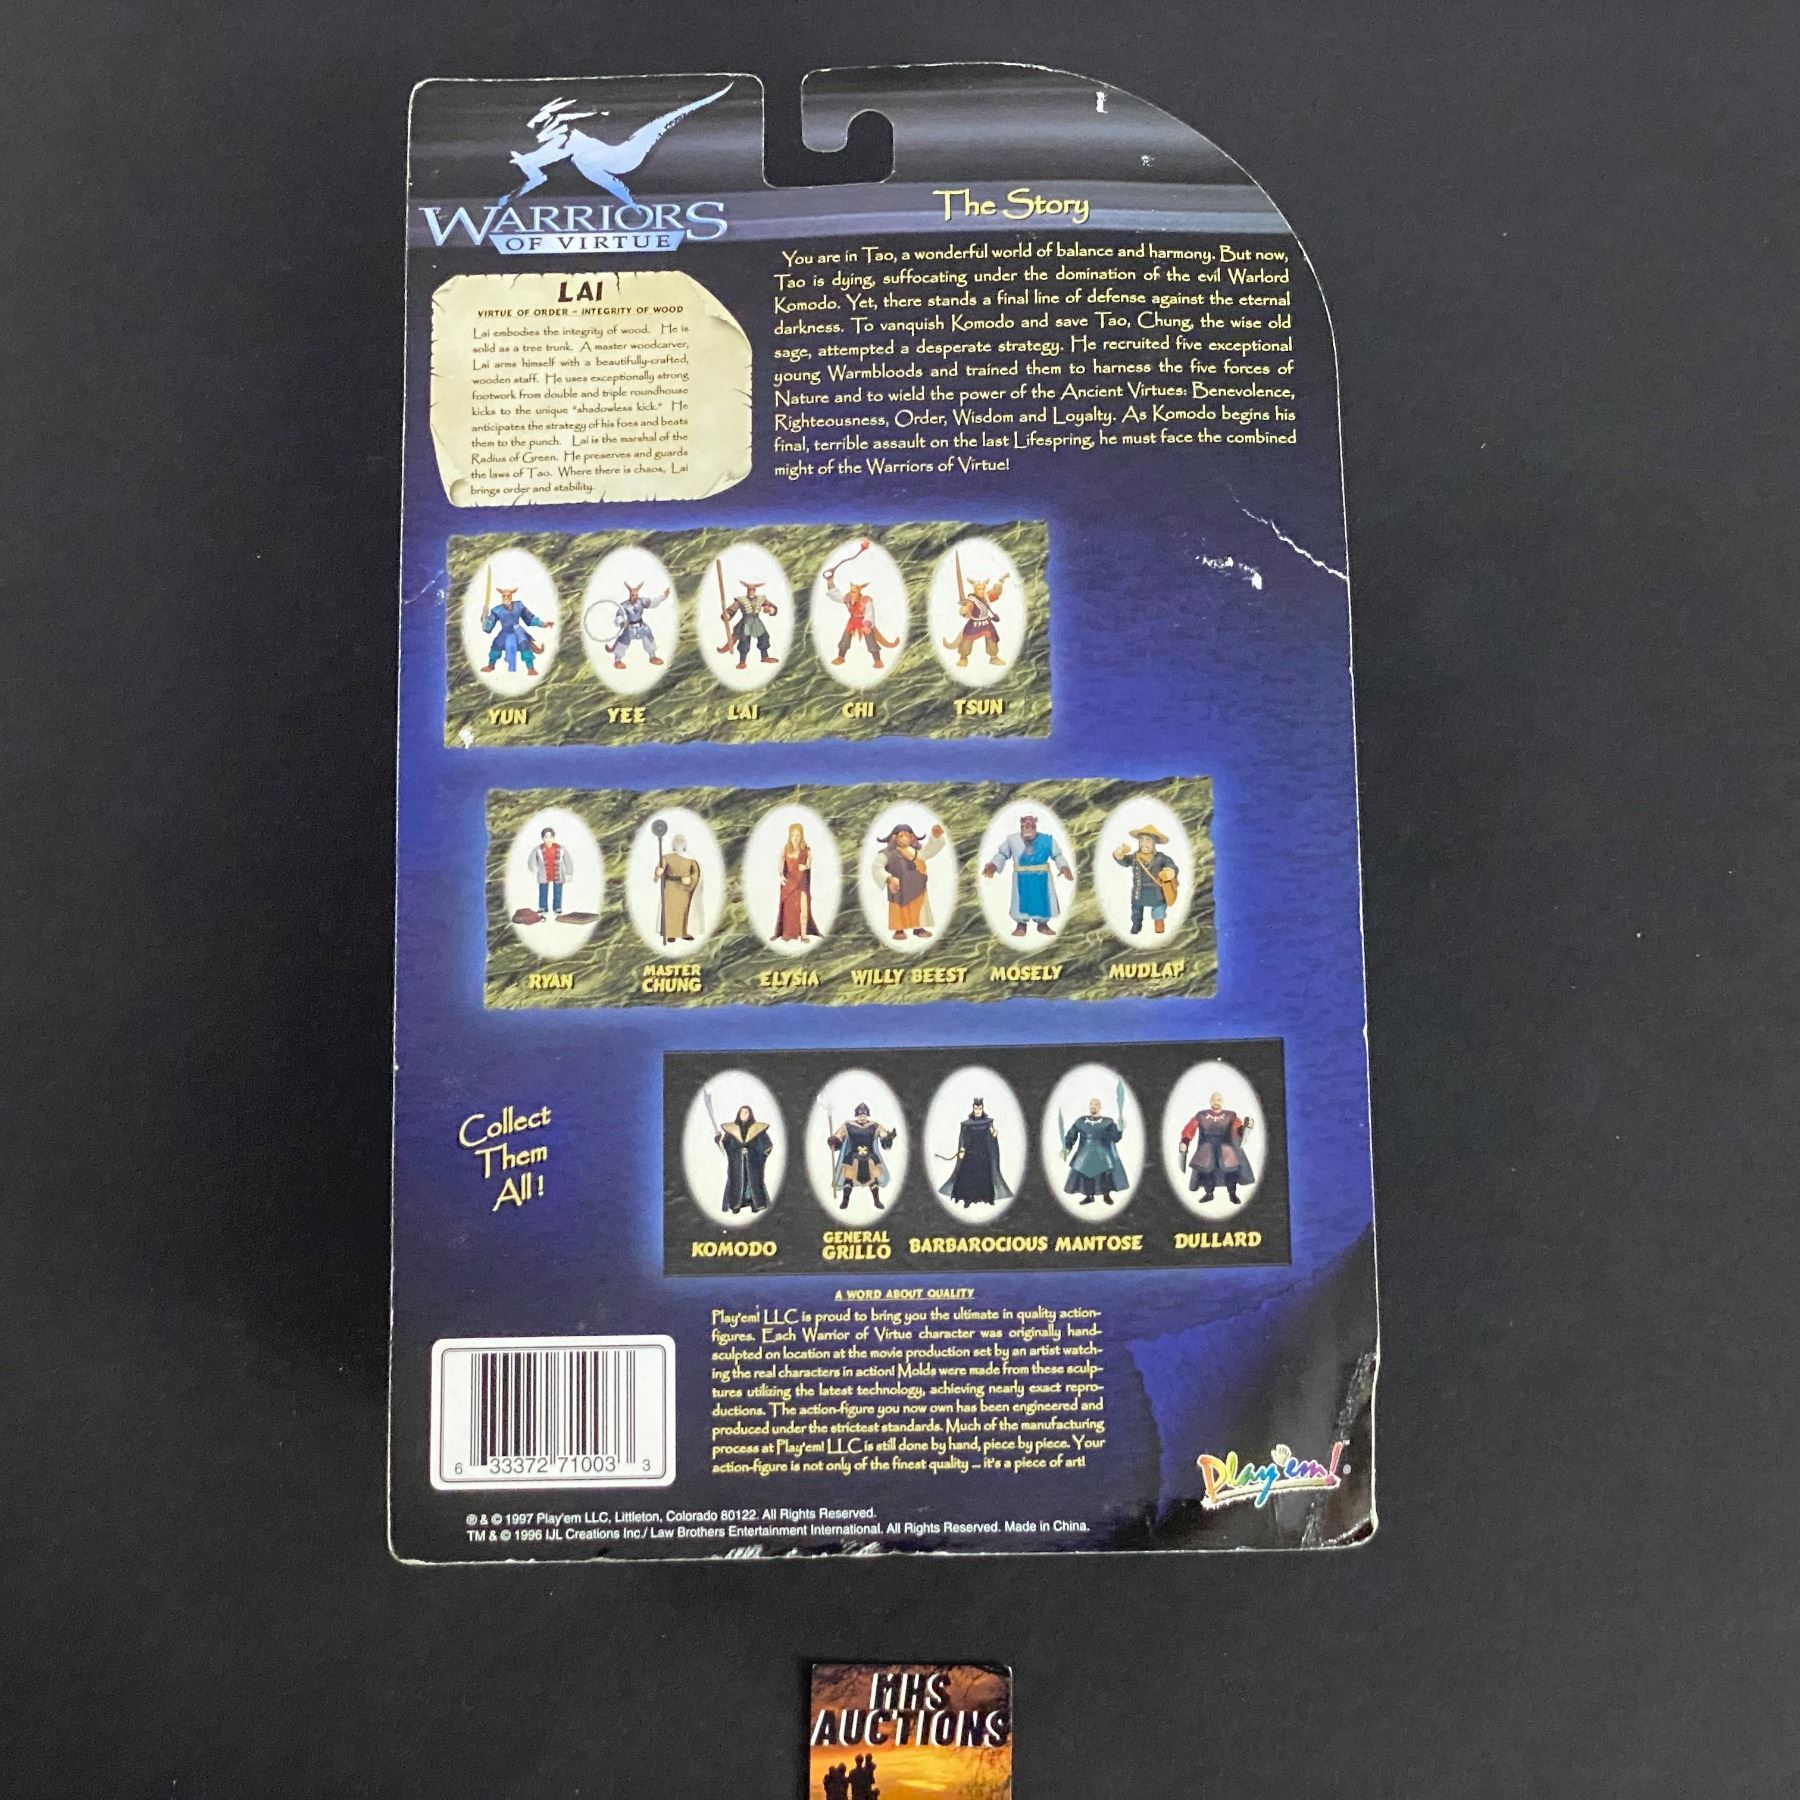 WARRIORS
OF VIRTUE
LAI
VIRTUE OF ORDER - INTEGRITY OF WOOD
Lai embodies the integrity of wood. He is
solid as a tree trunk. A master woodcarver,
Lai arms himself with a beautifully-crafted,
wooden staff. He uses exceptionally strong
footwork from double and triple roundhouse
kicks to the unique "shadowless kick." He
anticipates the strategy of his foes and beats
them to the punch. Lai is the marshal of the
Radius of Green. He preserves and guards
the laws of Tao. Where there is chaos, Lai
brings order and stability.
The Story
You are in Tao, a wonderful world of balance and harmony. But now,
Tao is dying, suffocating under the domination of the evil Warlord
Komodo. Yet, there stands a final line of defense against the eternal
darkness. To vanquish Komodo and save Tao, Chung, the wise old
sage, attempted a desperate strategy. He recruited five exceptional
young Warmbloods and trained them to harness the five forces of
Nature and to wield the power of the Ancient Virtues: Benevolence,
Righteousness, Order, Wisdom and Loyalty. As Komodo begins his
final, terrible assault on the last Lifespring, he must face the combined
might of the Warriors of Virtue!
YUN YEE LAI CHI TSUN
RYAN MASTER CHUNG ELYSIA WILLY BEEST MOSELY MUDLAP
Collect
Them
All!
KOMODO GENERAL GRILLO BARBAROCIOUS MANTOSE DULLARD
A WORD ABOUT QUALITY
Play'em! LLC is proud to bring you the ultimate in quality action-
figures. Each Warrior of Virtue character was originally hand-
sculpted on location at the movie production set by an artist watch-
ing the real characters in action! Molds were made from these sculp-
tures utilizing the latest technology, achieving nearly exact repro-
ductions. The action-figure you now own has been engineered and
produced under the strictest standards. Much of the manufacturing
process at Play'em! LLC is still done by hand, piece by piece. Your
action-figure is not only of the finest quality ... it's a piece of art!
6 33372 71003 3
Play'em!
℗ & © 1997 Play'em LLC, Littleton, Colorado 80122. All Rights Reserved.
TM & © 1996 IJL Creations Inc./ Law Brothers Entertainment International. All Rights Reserved. Made in China.
MHS
AUCTIONS